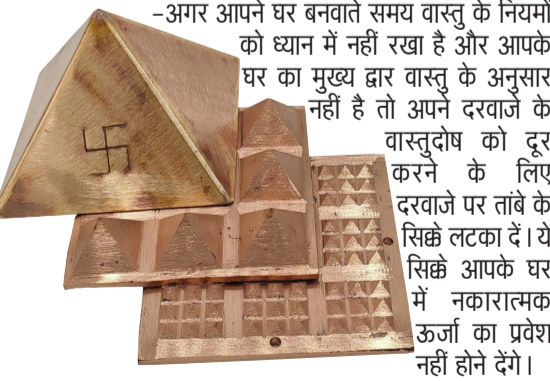 -अगर आपने घर बनवाते समय वास्तु के नियमों
को ध्यान में नहीं रखा है और आपके
घर का मुख्य द्वार वास्तु के अनुसार
नहीं है तो अपने दरवाजे के
वास्तुदोष को दूर
करने के लिए
दरवाजे पर तांबे के
सिक्के लटका दें। ये
सिक्के आपके घर
में नकारात्मक
ऊर्जा का प्रवेश
नहीं होने देंगे।